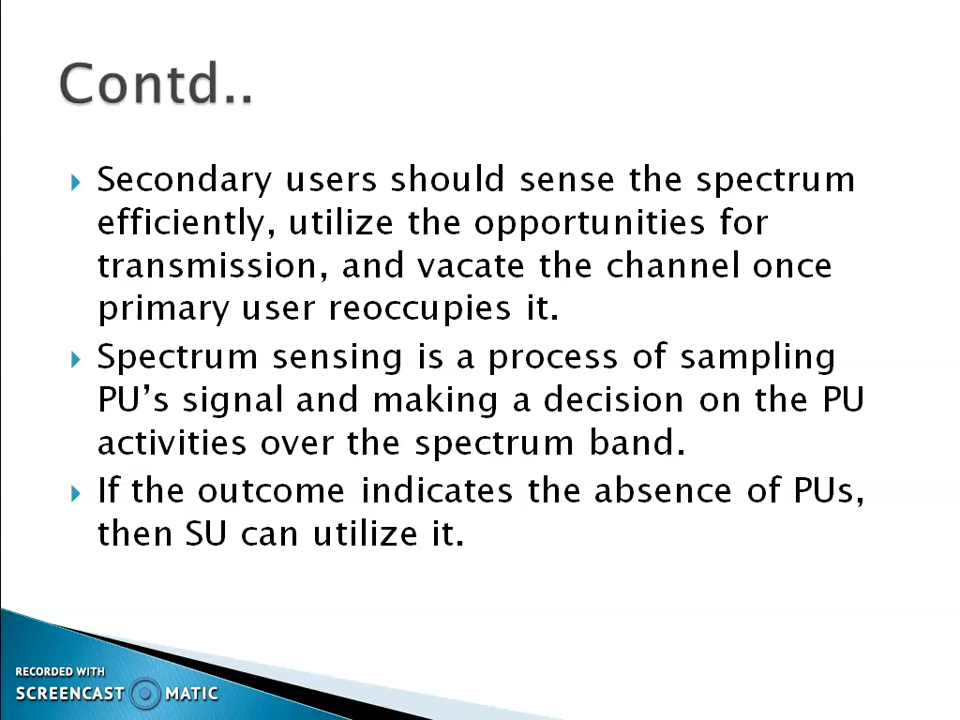 Contd..
Secondary users should sense the spectrum
efficiently, utilize the opportunities for
transmission, and vacate the channel once
primary user reoccupies it.
Spectrum sensing is a process of sampling
PU’s signal and making a decision on the PU
activities over the spectrum band.
If the outcome indicates the absence of PUs,
then SU can utilize it.
RECORDED WITH
SCREENCAST MATIC